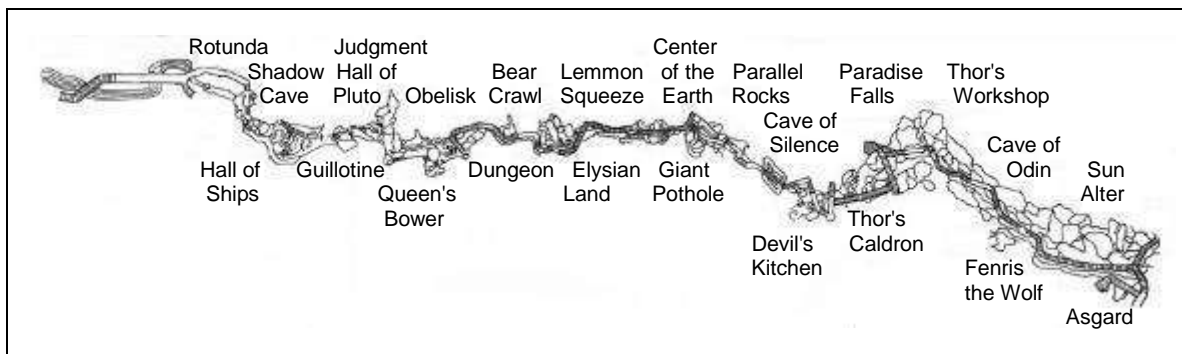 Rotunda
Shadow
Cave
Judgment
Hall of
Pluto
Obelisk
Bear
Crawl
Lemmon
Squeeze
Center
of the
Earth
Parallel
Rocks
Cave of
Silence
Paradise
Falls
Thor's
Workshop
Cave of
Odin
Sun
Alter
Hall of
Ships
Guillotine
Queen's
Bower
Dungeon
Elysian
Land
Giant
Pothole
Devil's
Kitchen
Thor's
Caldron
Fenris
the Wolf
Asgard